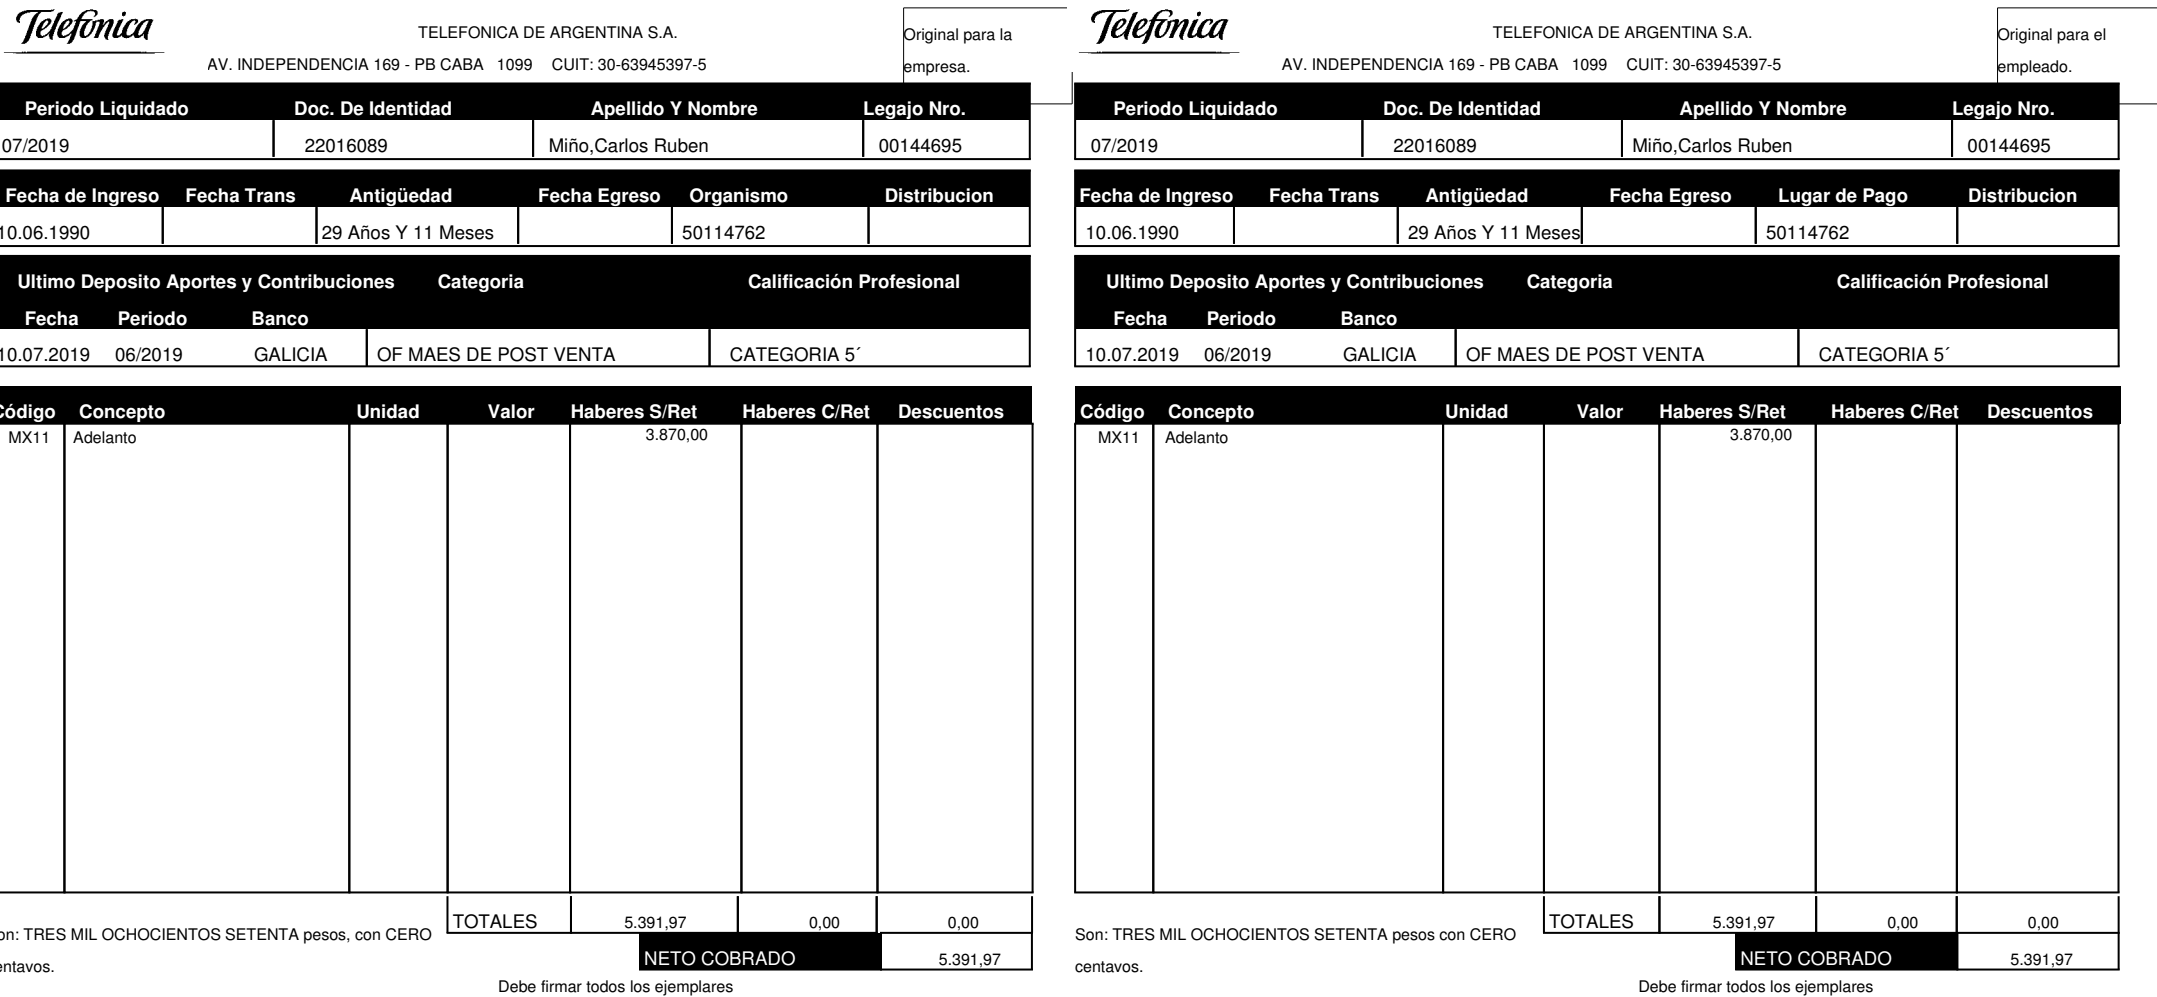 Telefonica
TELEFONICA DE ARGENTINA S.A.
AV. INDEPENDENCIA 169 - PB CABA 1099 CUIT: 30-63945397-5
Original para la
empresa.
Periodo Liquidado Doc. De Identidad Apellido Y Nombre Legajo Nro.
07/2019 22016089 Miño,Carlos Ruben 00144695
Fecha de Ingreso Fecha Trans Antigüedad Fecha Egreso Organismo Distribucion
10.06.1990 29 Años Y 11 Meses 50114762
Ultimo Deposito Aportes y Contribuciones Categoria Calificación Profesional
Fecha Periodo Banco
10.07.2019 06/2019 GALICIA OF MAES DE POST VENTA CATEGORIA 5´
Código Concepto Unidad Valor Haberes S/Ret Haberes C/Ret Descuentos
MX11 Adelanto 3.870,00
TOTALES 5.391,97 0,00 0,00
on: TRES MIL OCHOCIENTOS SETENTA pesos, con CERO
entavos.
NETO COBRADO 5.391,97
Debe firmar todos los ejemplares
Telefonica
TELEFONICA DE ARGENTINA S.A.
AV. INDEPENDENCIA 169 - PB CABA 1099 CUIT: 30-63945397-5
Original para el
empleado.
Periodo Liquidado Doc. De Identidad Apellido Y Nombre Legajo Nro.
07/2019 22016089 Miño,Carlos Ruben 00144695
Fecha de Ingreso Fecha Trans Antigüedad Fecha Egreso Lugar de Pago Distribucion
10.06.1990 29 Años Y 11 Meses 50114762
Ultimo Deposito Aportes y Contribuciones Categoria Calificación Profesional
Fecha Periodo Banco
10.07.2019 06/2019 GALICIA OF MAES DE POST VENTA CATEGORIA 5´
Código Concepto Unidad Valor Haberes S/Ret Haberes C/Ret Descuentos
MX11 Adelanto 3.870,00
TOTALES 5.391,97 0,00 0,00
Son: TRES MIL OCHOCIENTOS SETENTA pesos con CERO
centavos.
NETO COBRADO 5.391,97
Debe firmar todos los ejemplares